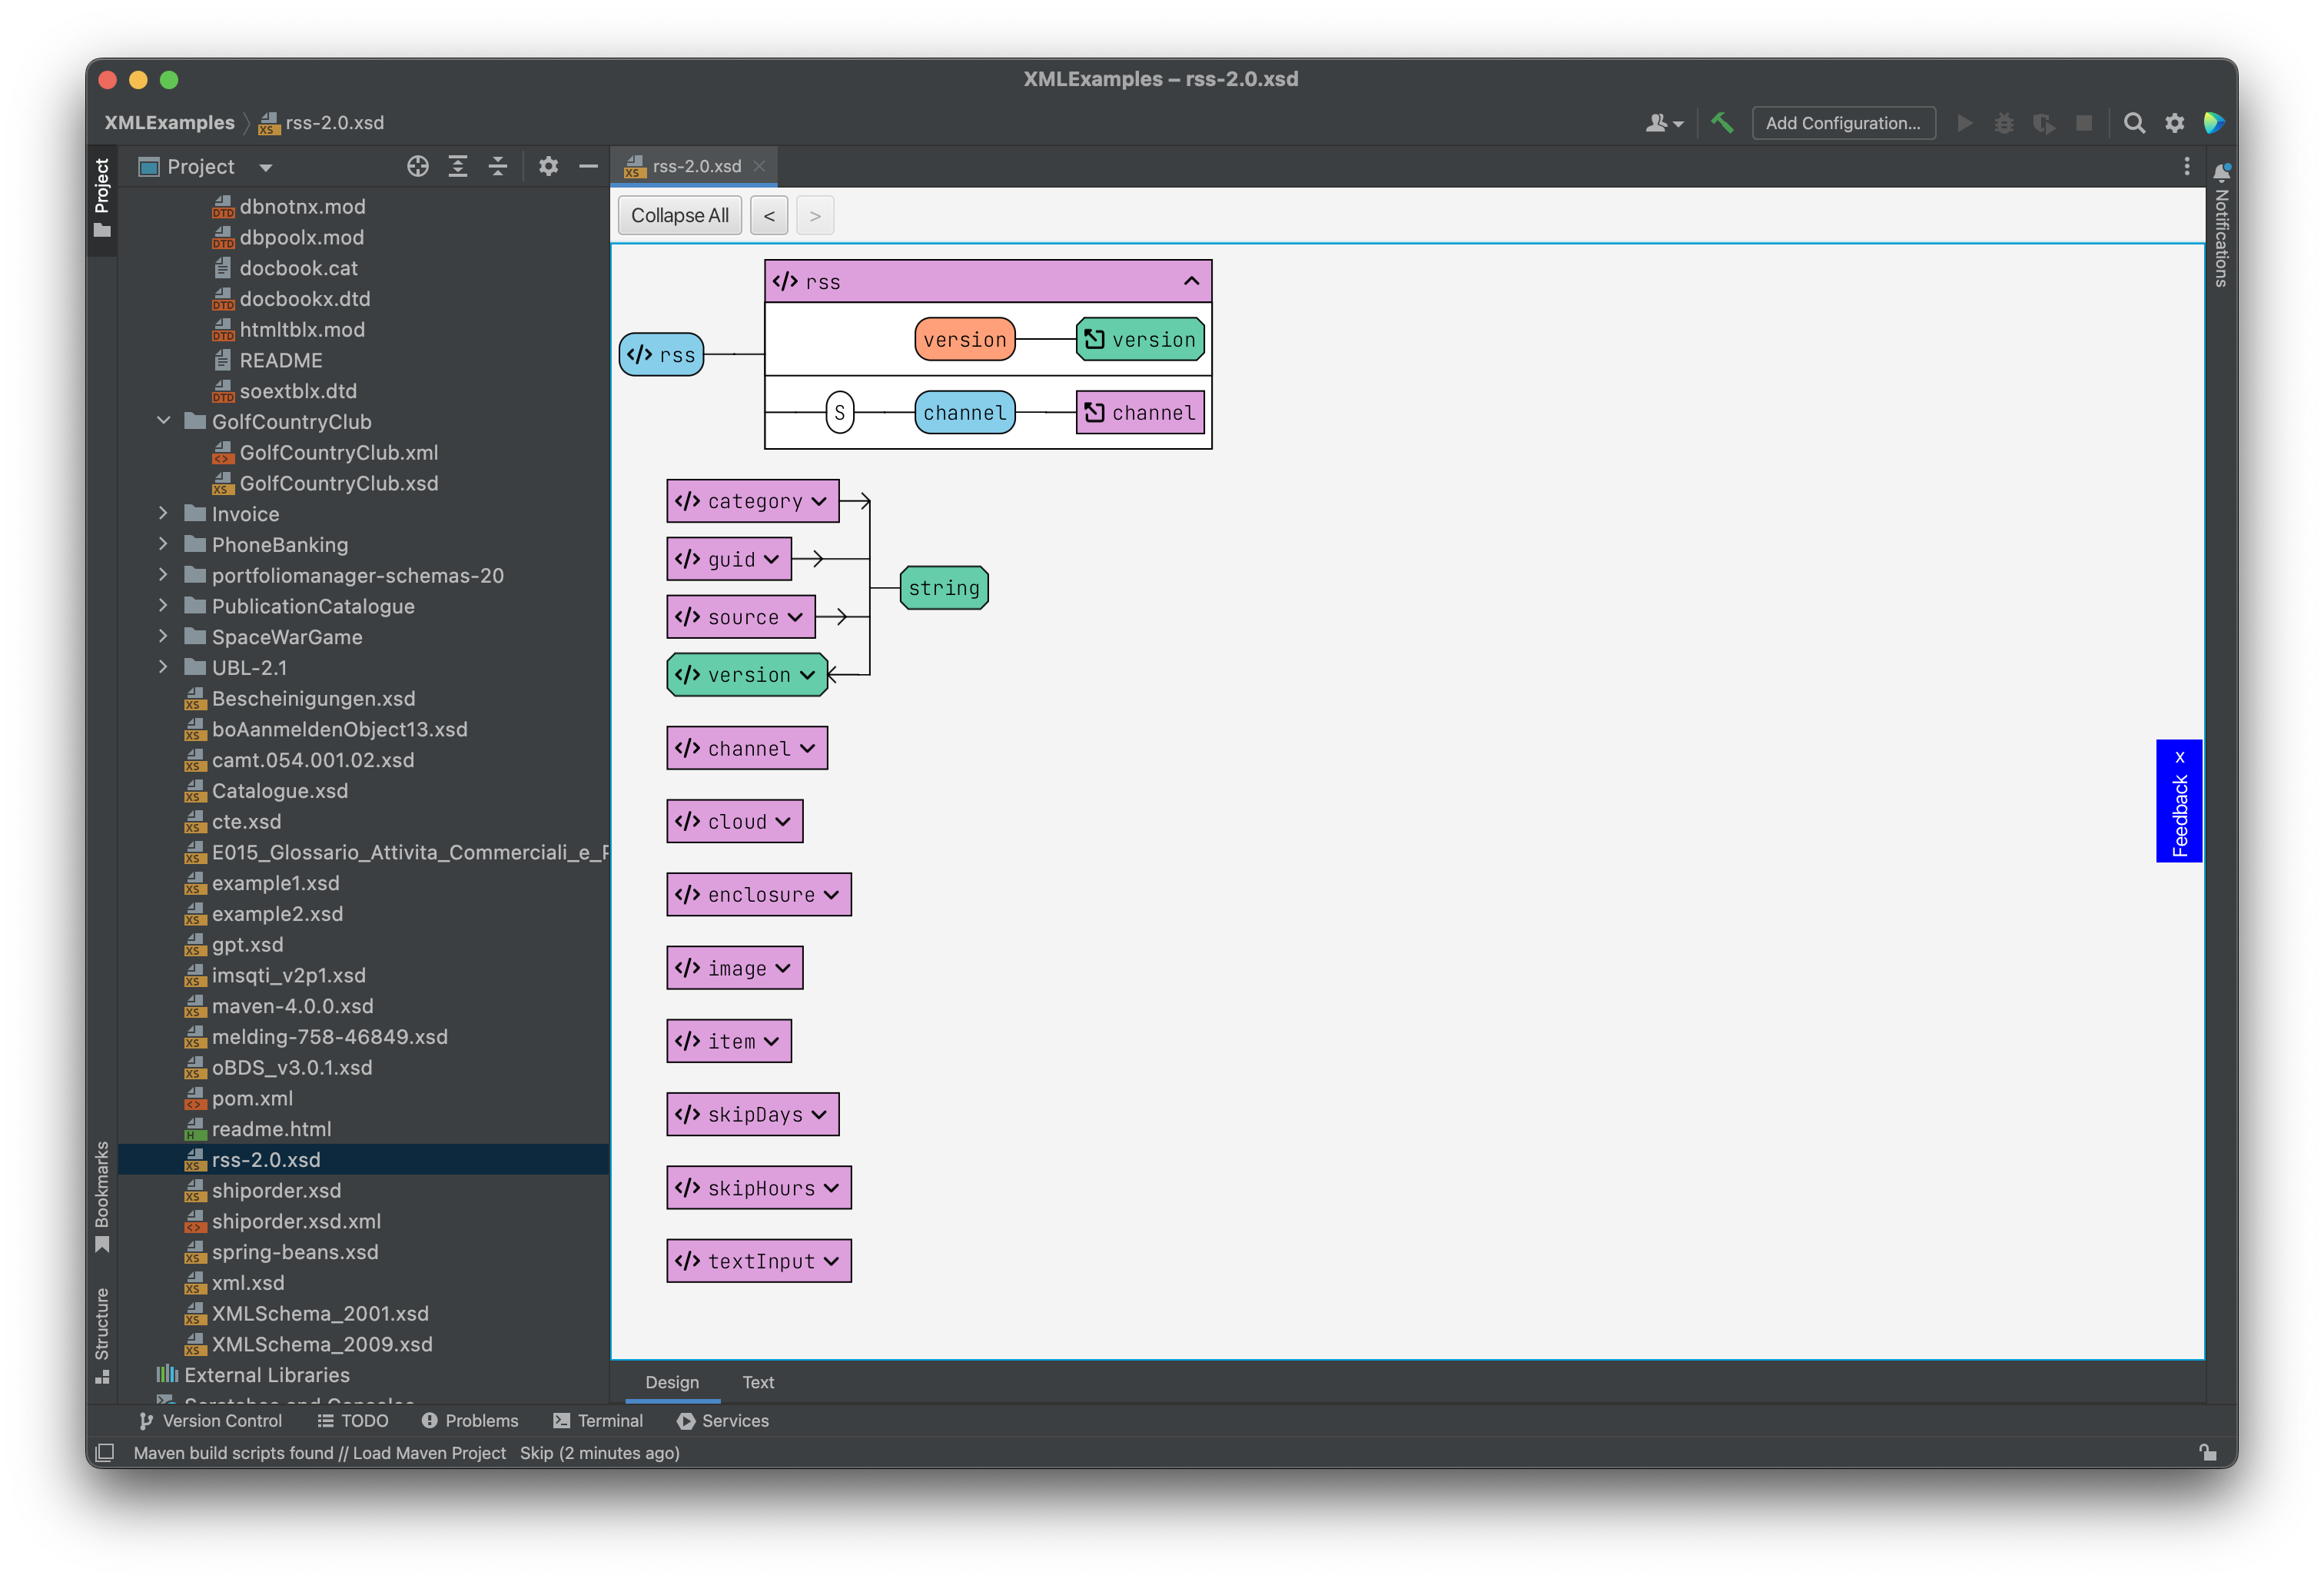 XMLExamples – rss-2.0.xsd
XMLExamples
rss-2.0.xsd
Add Configuration...
Project
Project
rss-2.0.xsd
Notifications
Collapse All
<
>
dbnotnx.mod
dbpoolx.mod
docbook.cat
docbookx.dtd
htmltblx.mod
README
soextblx.dtd
GolfCountryClub
GolfCountryClub.xml
GolfCountryClub.xsd
Invoice
PhoneBanking
portfoliomanager-schemas-20
PublicationCatalogue
SpaceWarGame
UBL-2.1
Bescheinigungen.xsd
boAanmeldenObject13.xsd
camt.054.001.02.xsd
Catalogue.xsd
cte.xsd
E015_Glossario_Attivita_Commerciali_e_P
example1.xsd
example2.xsd
gpt.xsd
imsqti_v2p1.xsd
maven-4.0.0.xsd
melding-758-46849.xsd
oBDS_v3.0.1.xsd
pom.xml
readme.html
rss-2.0.xsd
shiporder.xsd
shiporder.xsd.xml
spring-beans.xsd
xml.xsd
XMLSchema_2001.xsd
XMLSchema_2009.xsd
External Libraries
Bookmarks
Structure
</> rss
</> rss
version
version
S
channel
channel
</> category
</> guid
</> source
string
</> version
</> channel
</> cloud
</> enclosure
</> image
</> item
</> skipDays
</> skipHours
</> textInput
Feedback x
Design
Text
Version Control
TODO
Problems
Terminal
Services
Maven build scripts found // Load Maven Project Skip (2 minutes ago)